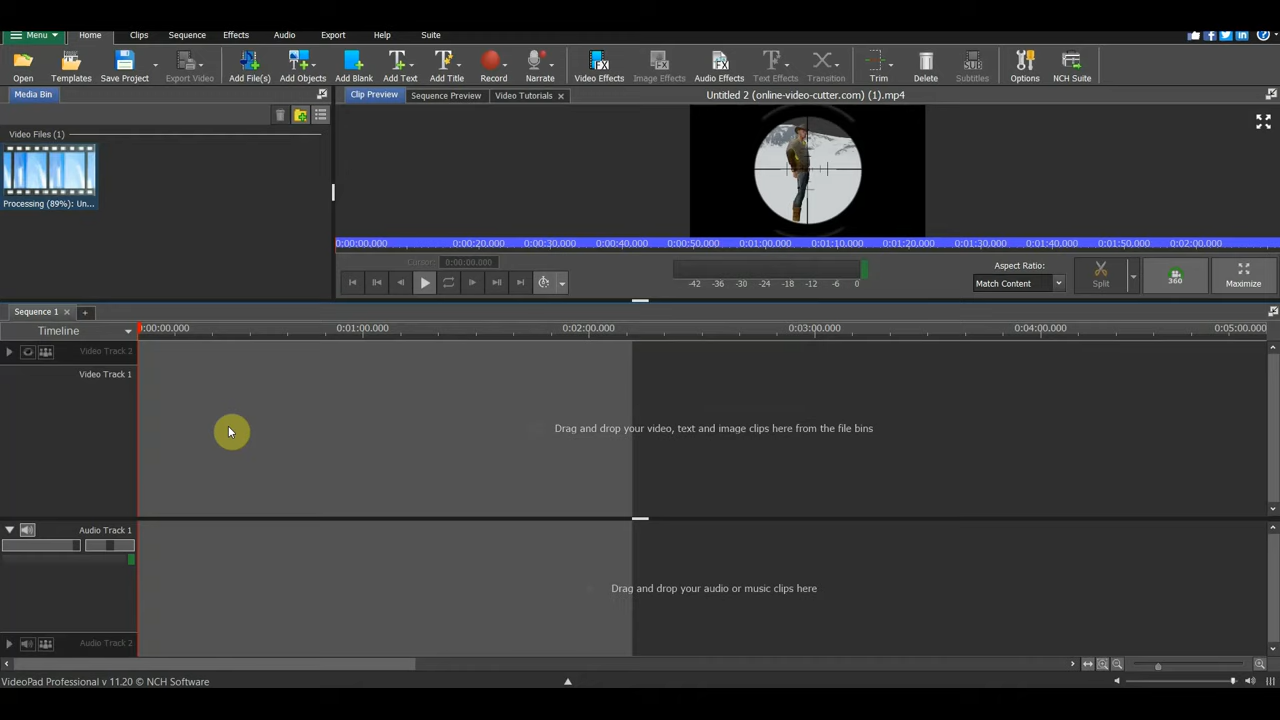 Menu Home Clips Sequence Effects Audio Export Help Suite
Open Templates Save Project Export Video Add File(s) Add Objects Add Blank Add Text Add Title Record Narrate Video Effects Image Effects Audio Effects Text Effects Transition Trim Delete Subtitles Options NCH Suite
Media Bin
Clip Preview Sequence Preview Video Tutorials Untitled 2 (online-video-cutter.com) (1).mp4
Video Files (1)
Processing (89%): Un...
0:00:00.000 0:00:20.000 0:00:30.000 0:00:40.000 0:00:50.000 0:01:00.000 0:01:10.000 0:01:20.000 0:01:30.000 0:01:40.000 0:01:50.000 0:02:00.000
Cursor: 0:00:00.000
Aspect Ratio:
Match Content
-42 -36 -30 -24 -18 -12 -6 0
Split
360
Maximize
Sequence 1
Timeline
0:00:00.000 0:01:00.000 0:02:00.000 0:03:00.000 0:04:00.000 0:05:00.000
Video Track 2
Video Track 1
Drag and drop your video, text and image clips here from the file bins
Audio Track 1
Drag and drop your audio or music clips here
Audio Track 2
VideoPad Professional v 11.20 © NCH Software